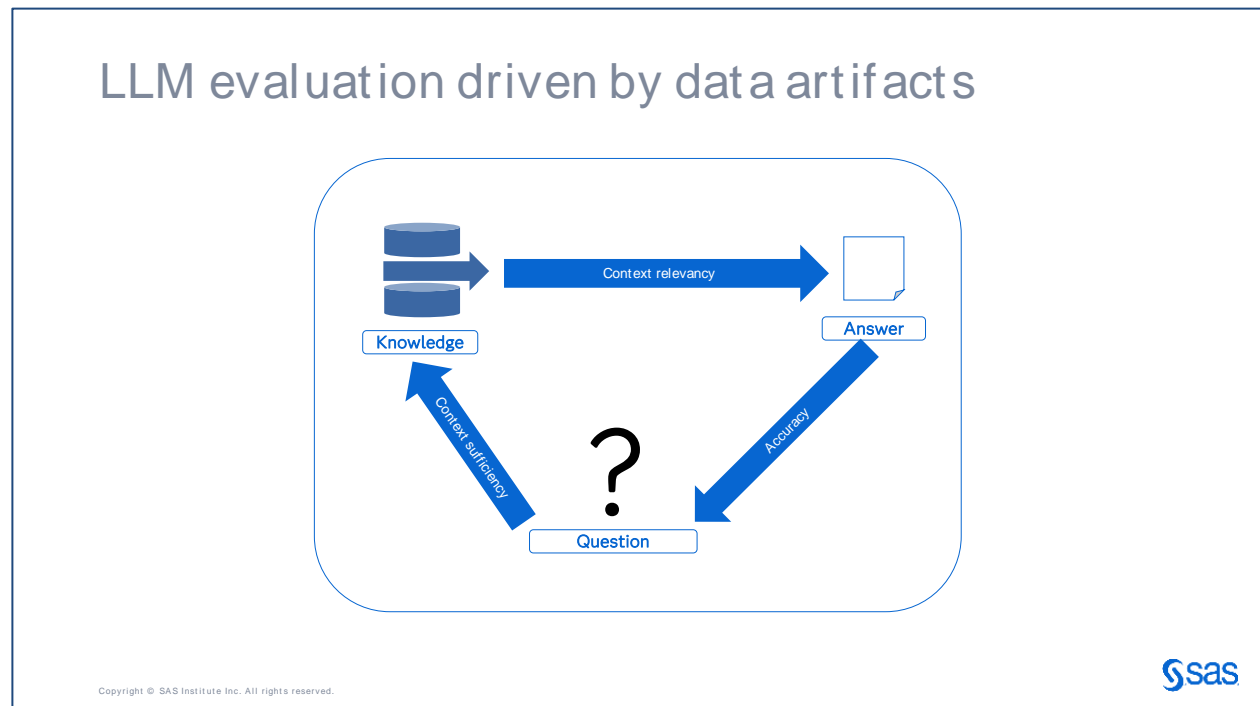 LLM evaluation driven by data artifacts
Context relevancy
Knowledge
Answer
Context sufficiency
Accuracy
?
Question
Copyright © SAS Institute Inc. All rights reserved.
sas